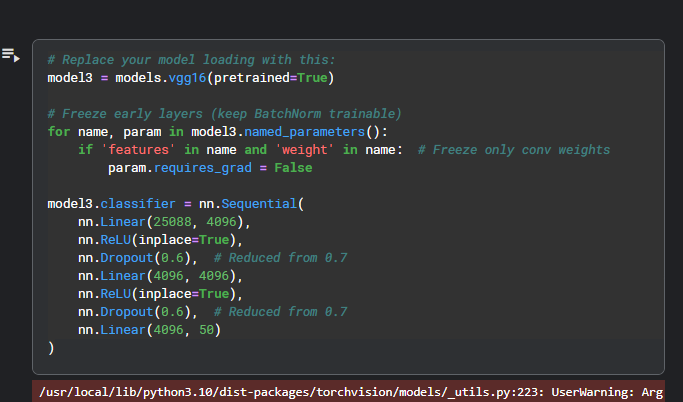 # Replace your model loading with this:
model3 = models.vgg16(pretrained=True)
# Freeze early layers (keep BatchNorm trainable)
for name, param in model3.named_parameters():
    if 'features' in name and 'weight' in name:  # Freeze only conv weights
        param.requires_grad = False
model3.classifier = nn.Sequential(
    nn.Linear(25088, 4096),
    nn.ReLU(inplace=True),
    nn.Dropout(0.6),  # Reduced from 0.7
    nn.Linear(4096, 4096),
    nn.ReLU(inplace=True),
    nn.Dropout(0.6),  # Reduced from 0.7
    nn.Linear(4096, 50)
)
/usr/local/lib/python3.10/dist-packages/torchvision/models/_utils.py:223: UserWarning: Arg